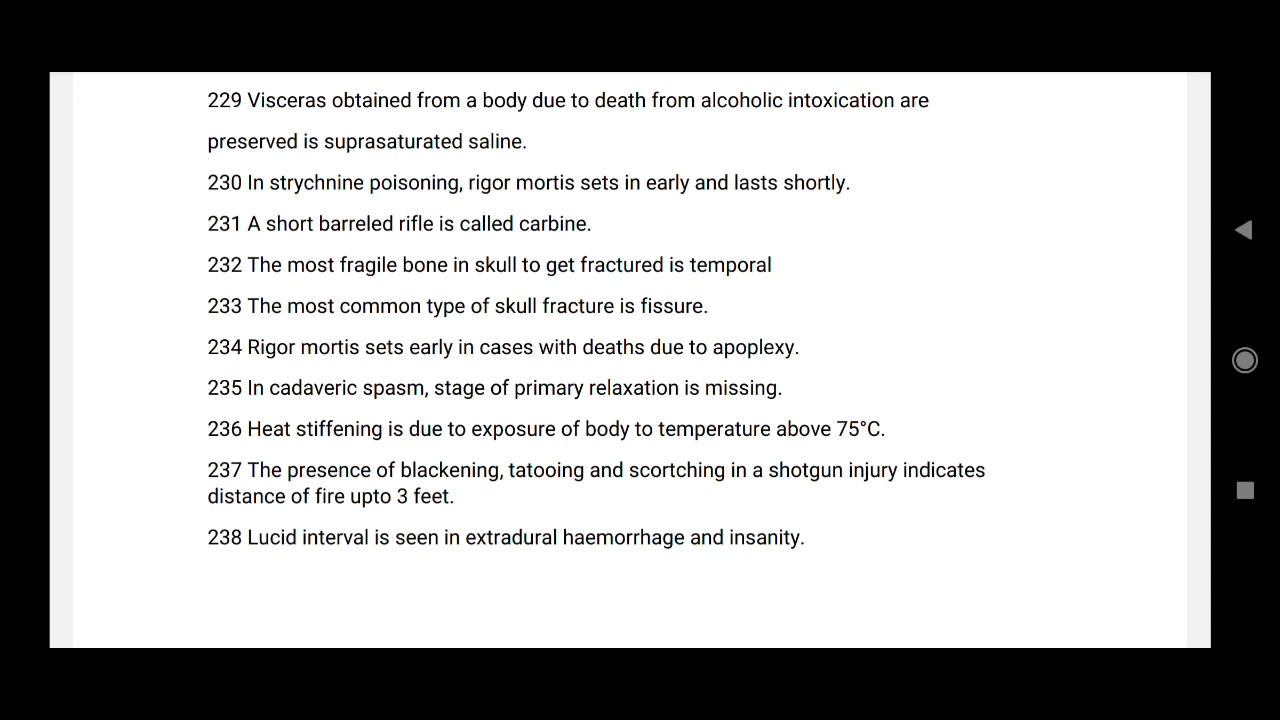 229 Visceras obtained from a body due to death from alcoholic intoxication are
preserved is suprasaturated saline.
230 In strychnine poisoning, rigor mortis sets in early and lasts shortly.
231 A short barreled rifle is called carbine.
232 The most fragile bone in skull to get fractured is temporal
233 The most common type of skull fracture is fissure.
234 Rigor mortis sets early in cases with deaths due to apoplexy.
235 In cadaveric spasm, stage of primary relaxation is missing.
236 Heat stiffening is due to exposure of body to temperature above 75°C.
237 The presence of blackening, tatooing and scortching in a shotgun injury indicates
distance of fire upto 3 feet.
238 Lucid interval is seen in extradural haemorrhage and insanity.